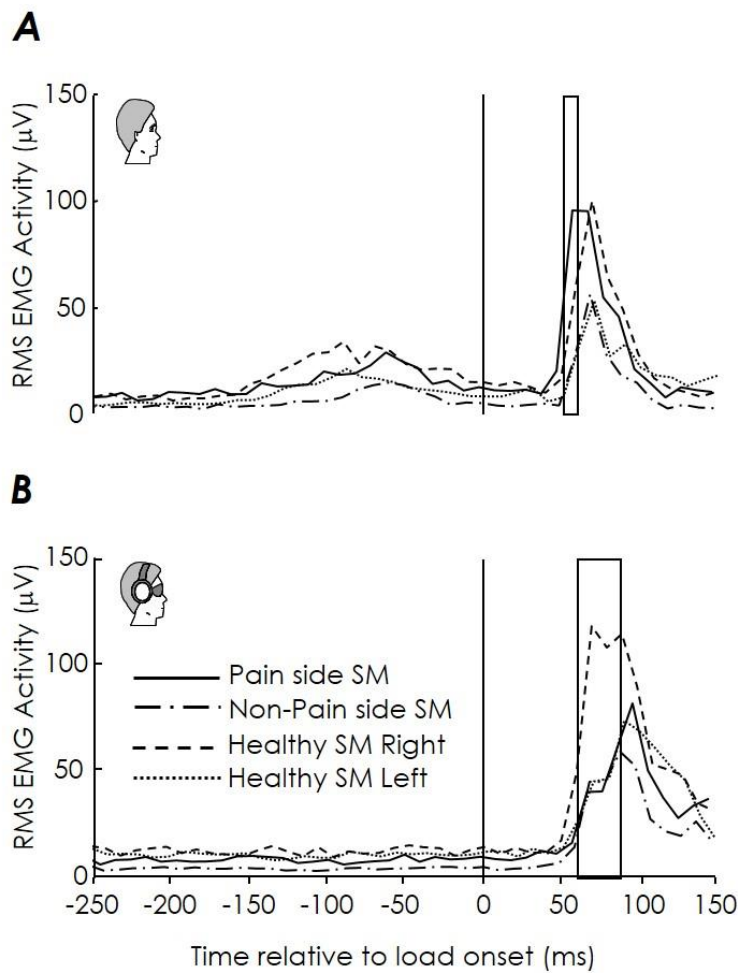 A
RMS EMG Activity (µV)
150
100
50
0
B
RMS EMG Activity (µV)
150
100
50
0
Pain side SM
Non-Pain side SM
Healthy SM Right
Healthy SM Left
-250 -200 -150 -100 -50 0 50 100 150
Time relative to load onset (ms)